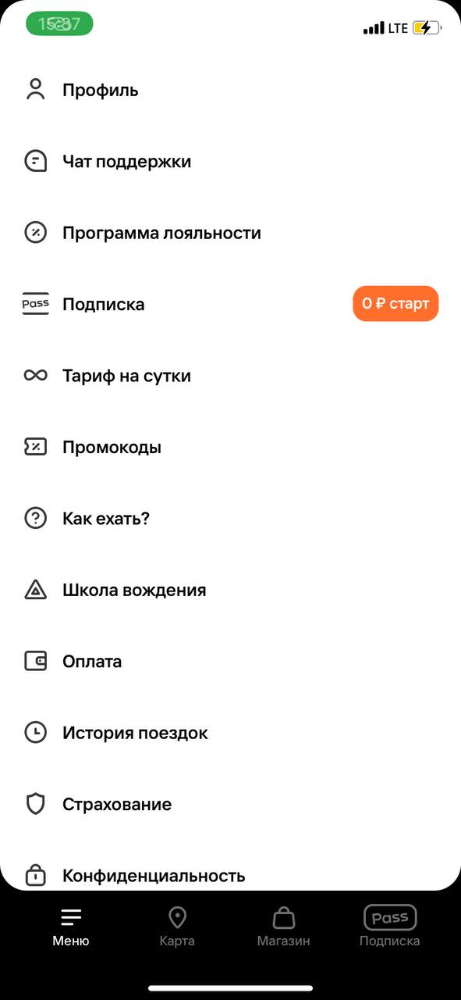 LTE
Профиль
Чат поддержки
Программа лояльности
Pass Подписка 0 ₽ старт
Тариф на сутки
Промокоды
Как ехать?
Школа вождения
Оплата
История поездок
Страхование
Конфиденциальность
Pass
Меню Карта Магазин Подписка